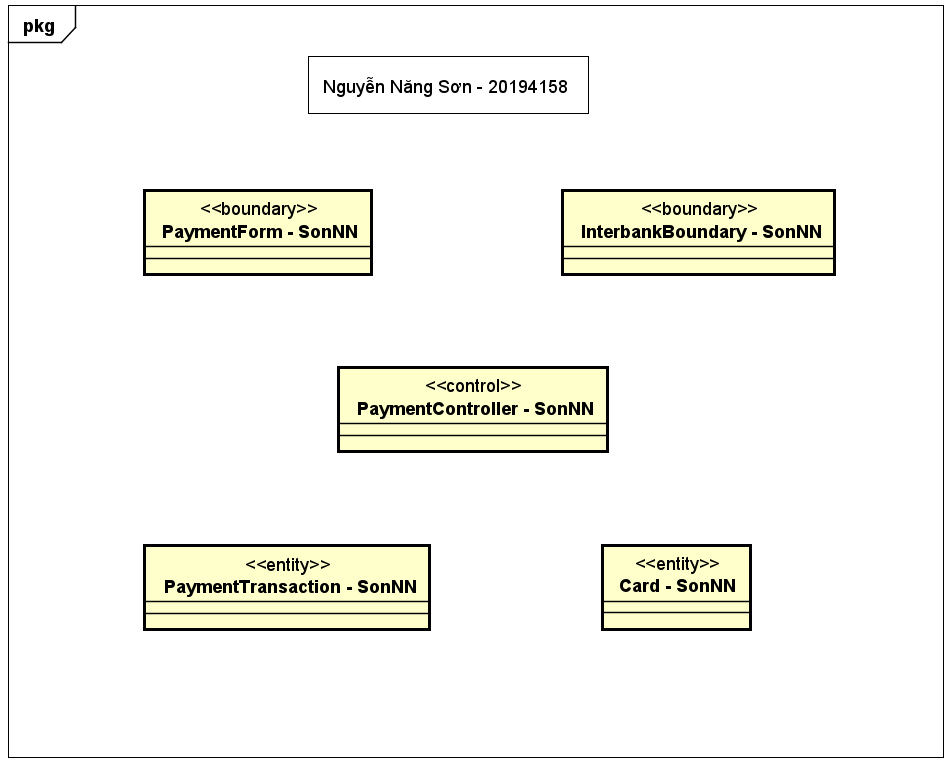 pkg
Nguyễn Năng Sơn - 20194158
<<boundary>>
PaymentForm - SonNN
<<boundary>>
InterbankBoundary - SonNN
<<control>>
PaymentController - SonNN
<<entity>>
PaymentTransaction - SonNN
<<entity>>
Card - SonNN